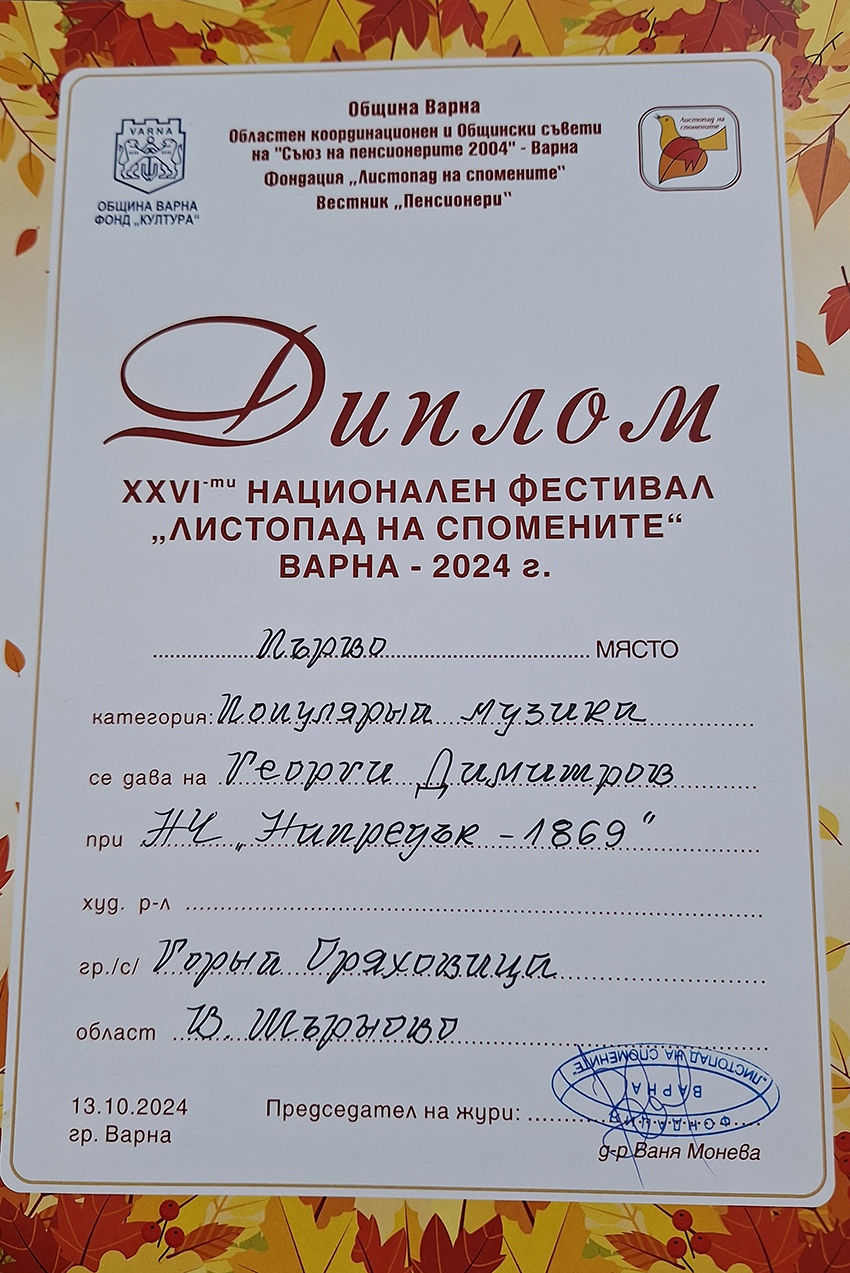 Община Варна
Областен координационен и Общински съвети
на "Съюз на пенсионерите 2004" - Варна
Фондация „Листопад на спомените"
Вестник „Пенсионери"
VARNA
ОБЩИНА ВАРНА
ФОНД „КУЛТУРА“
Листопад на
спомените
Диплом
XXVI-ти НАЦИОНАЛЕН ФЕСТИВАЛ
„ЛИСТОПАД НА СПОМЕНИТЕ“
ВАРНА - 2024 г.
Първо МЯСТО
категория: Популярна музика
се дава на Георги Димитров
при НЧ „Напредък - 1869"
худ. р-л
гр./с/ Горна Оряховица
област В. Търново
13.10.2024
гр. Варна
Председател на жури:
д-р Ваня Монева
ФОНДАЦИЯ
ВАРНА
"ЛИСТОПАД НА СПОМЕНИТЕ"